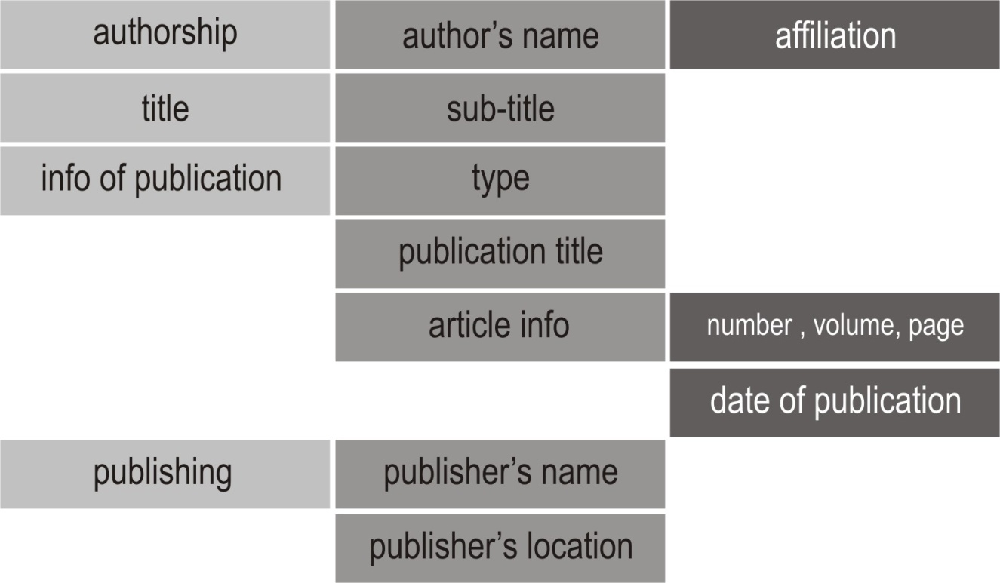 authorship
author’s name
affiliation
title
sub-title
info of publication
type
publication title
article info
number , volume, page
date of publication
publishing
publisher’s name
publisher’s location